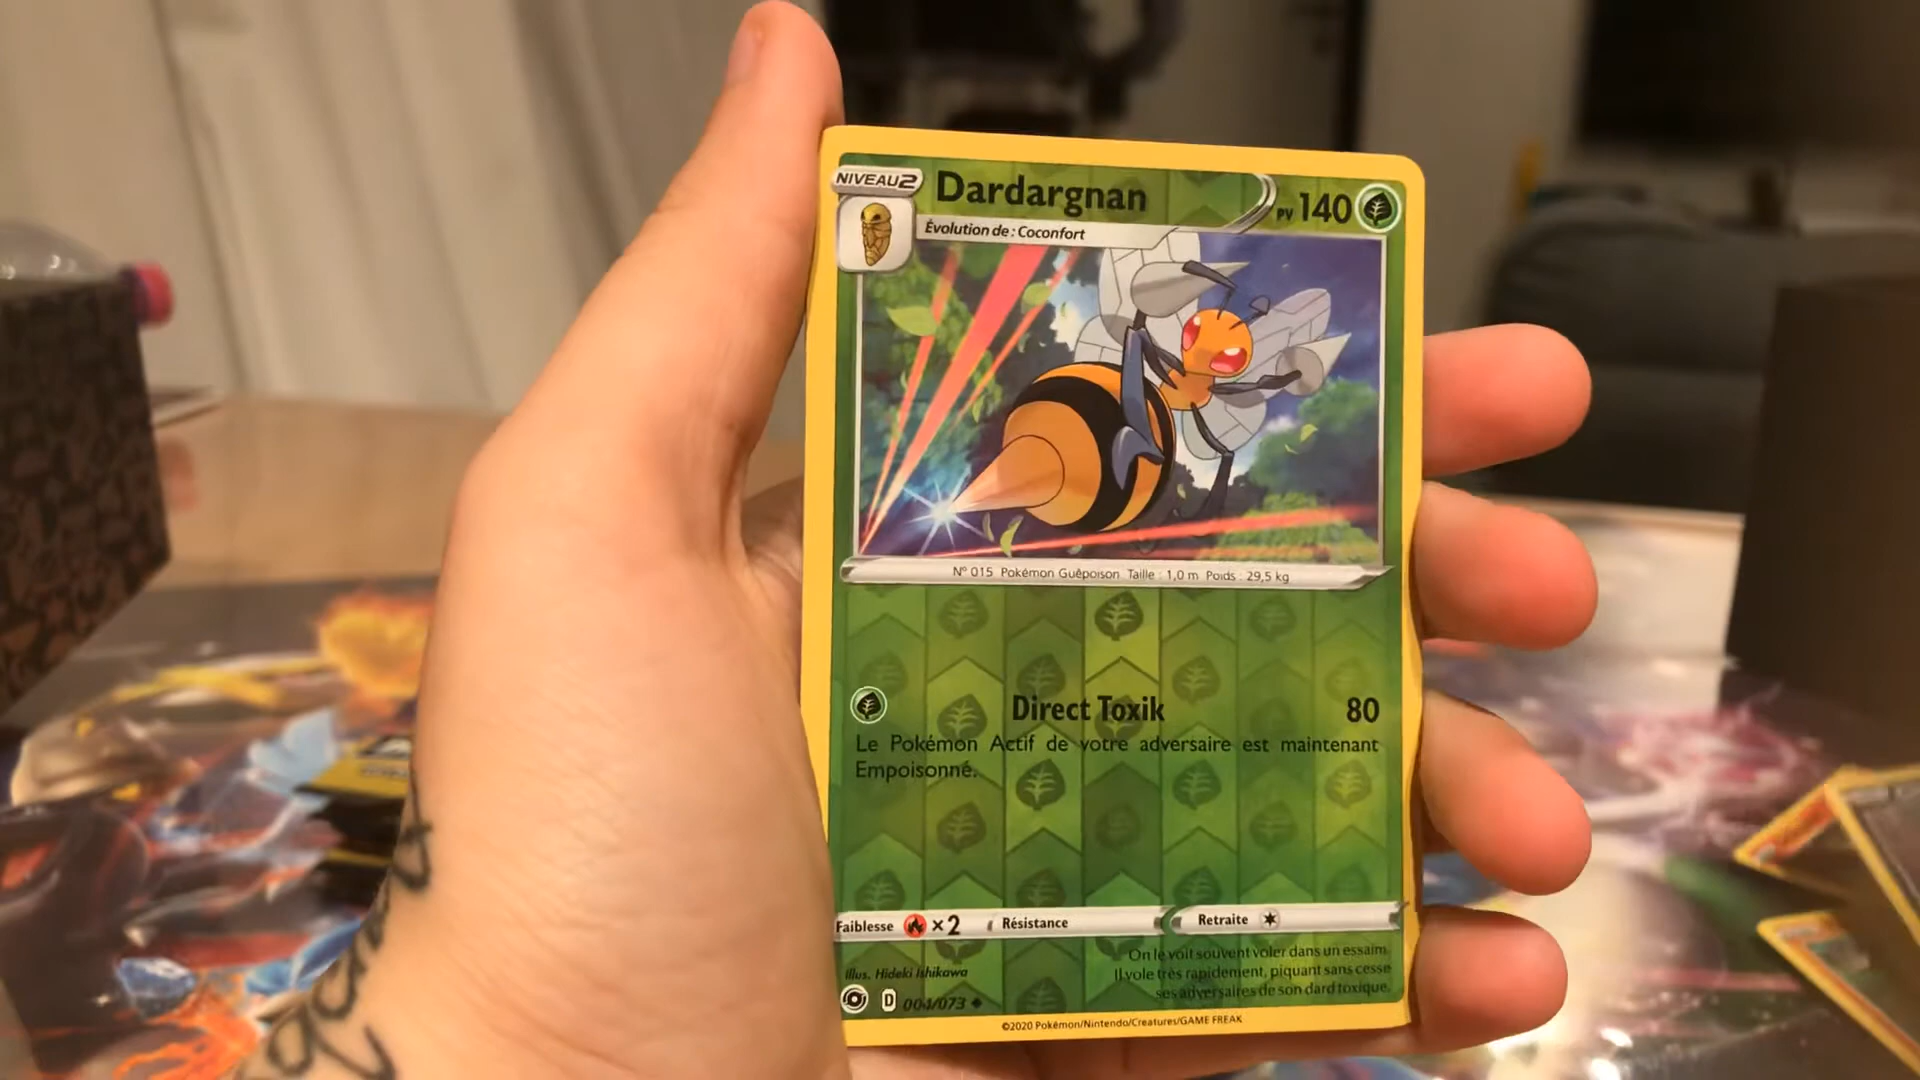 NIVEAU2
Dardargnan
PV 140
Évolution de : Coconfort
N° 015 Pokémon Guêpoison Taille : 1,0 m Poids : 29,5 kg
Direct Toxik 80
Le Pokémon Actif de votre adversaire est maintenant
Empoisonné.
Faiblesse ×2 Résistance Retraite
On le voit souvent voler dans un essaim.
Il vole très rapidement, piquant sans cesse
ses adversaires de son dard toxique.
Illus. Hideki Ishikawa
D 004/073
©2020 Pokémon/Nintendo/Creatures/GAME FREAK